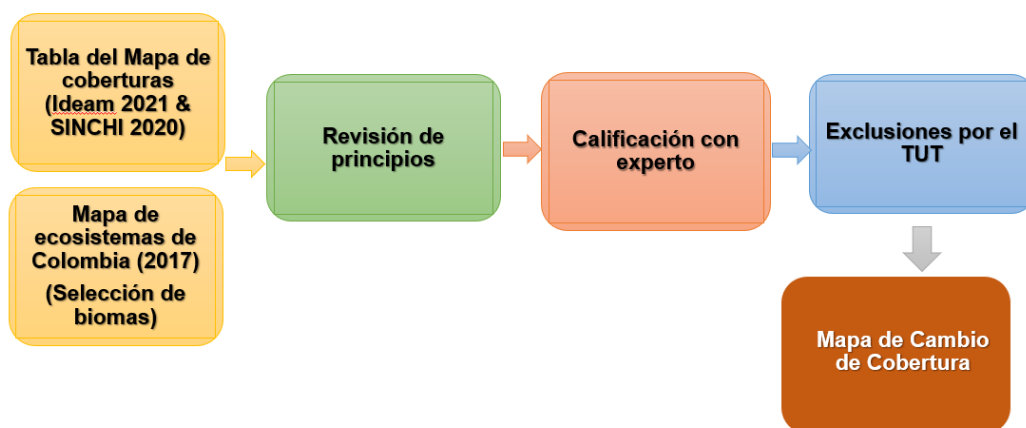 Tabla del Mapa de
coberturas
(Ideam 2021 &
SINCHI 2020)
Mapa de
ecosistemas de
Colombia (2017)
(Selección de
biomas)
Revisión de
principios
Calificación con
experto
Exclusiones por el
TUT
Mapa de Cambio
de Cobertura